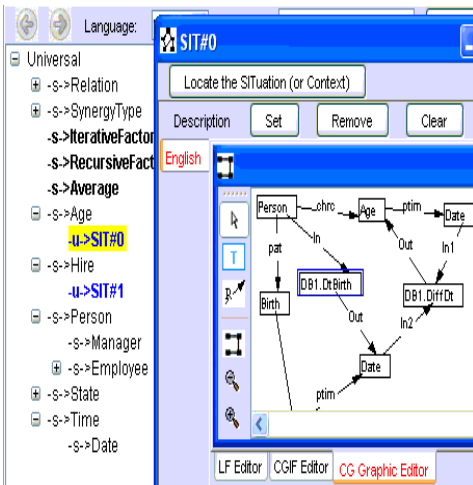 Language:
Universal
-s->Relation
-s->SynergyType
-s->IterativeFactor
-s->RecursiveFact
-s->Average
-s->Age
-u->SIT#0
-s->Hire
-u->SIT#1
-s->Person
-s->Manager
-s->Employee
-s->State
-s->Time
-s->Date
SIT#0
Locate the SITuation (or Context)
Description Set Remove Clear
English
T
Person chrc Age ptim Date
pat In Out In1
DB1.DtBirth DB1.DiffDt
Birth Out In2
Date
ptim
LF Editor CGIF Editor CG Graphic Editor